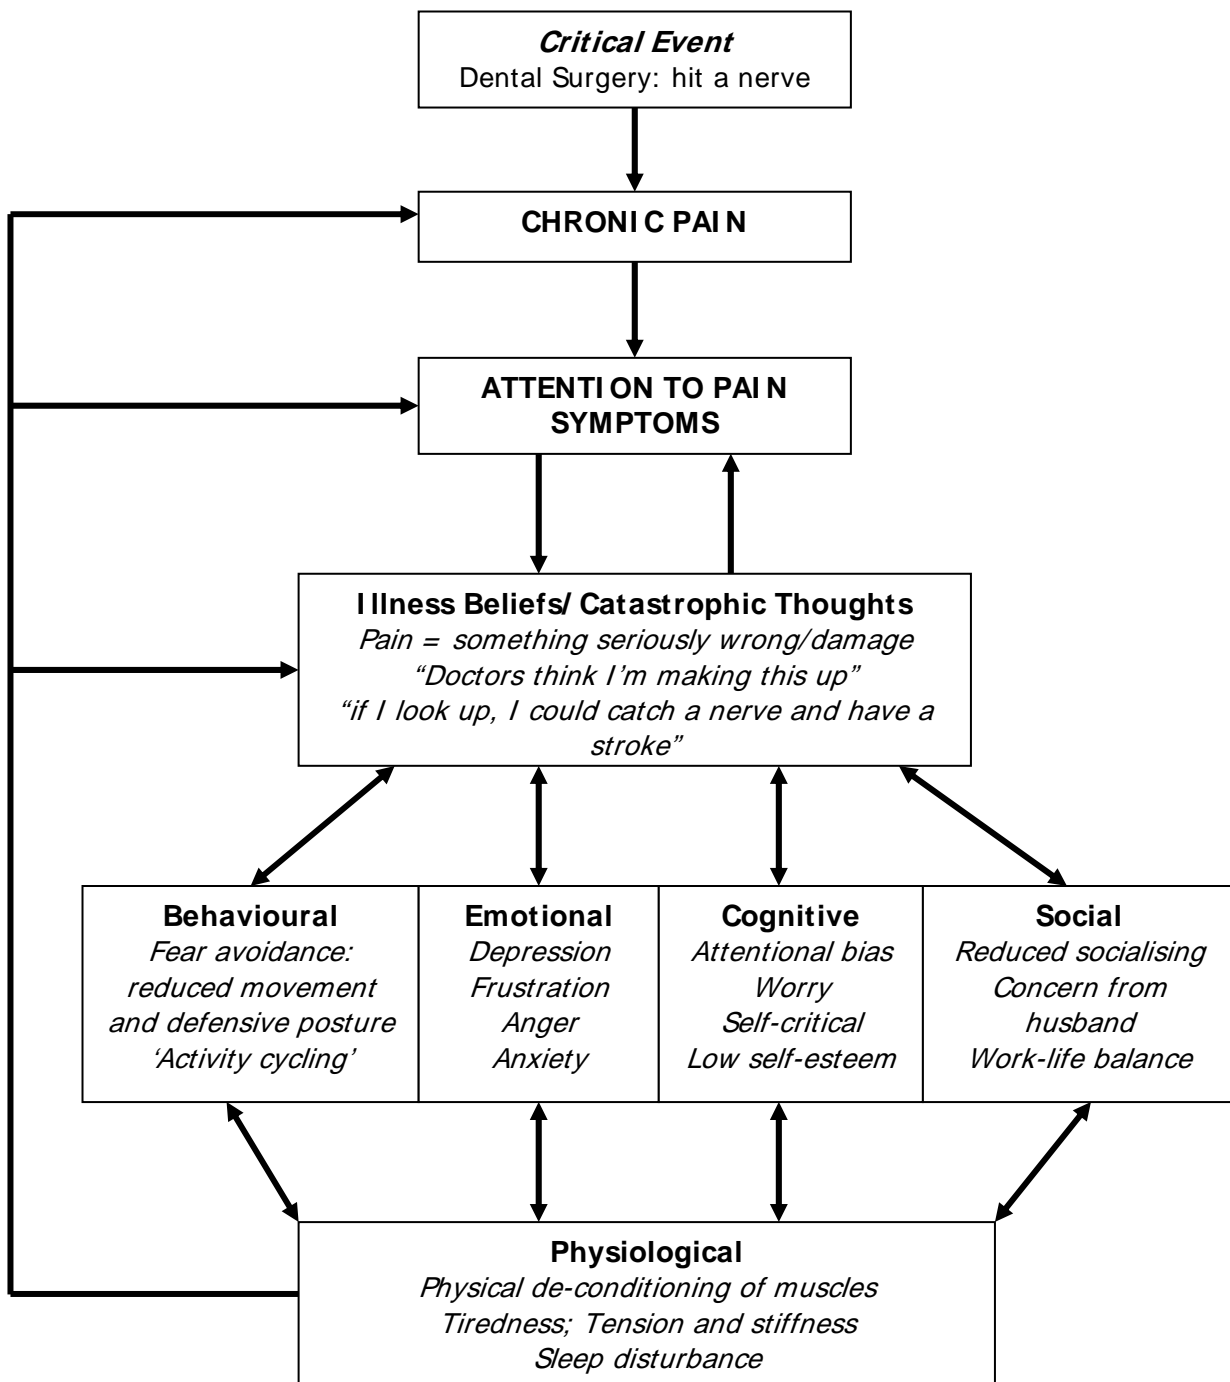 Critical Event
Dental Surgery: hit a nerve
CHRONIC PAIN
ATTENTION TO PAIN
SYMPTOMS
Illness Beliefs/ Catastrophic Thoughts
Pain = something seriously wrong/damage
“Doctors think I’m making this up”
“if I look up, I could catch a nerve and have a
stroke”
Behavioural
Fear avoidance:
reduced movement
and defensive posture
‘Activity cycling’
Emotional
Depression
Frustration
Anger
Anxiety
Cognitive
Attentional bias
Worry
Self-critical
Low self-esteem
Social
Reduced socialising
Concern from
husband
Work-life balance
Physiological
Physical de-conditioning of muscles
Tiredness; Tension and stiffness
Sleep disturbance